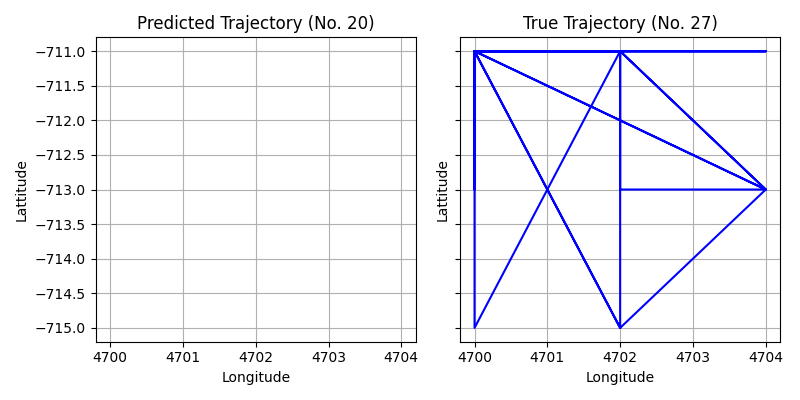 Predicted Trajectory (No. 20)
True Trajectory (No. 27)
Lattitude
−711.0
−711.5
−712.0
−712.5
−713.0
−713.5
−714.0
−714.5
−715.0
4700 4701 4702 4703 4704
Longitude
Lattitude
4700 4701 4702 4703 4704
Longitude